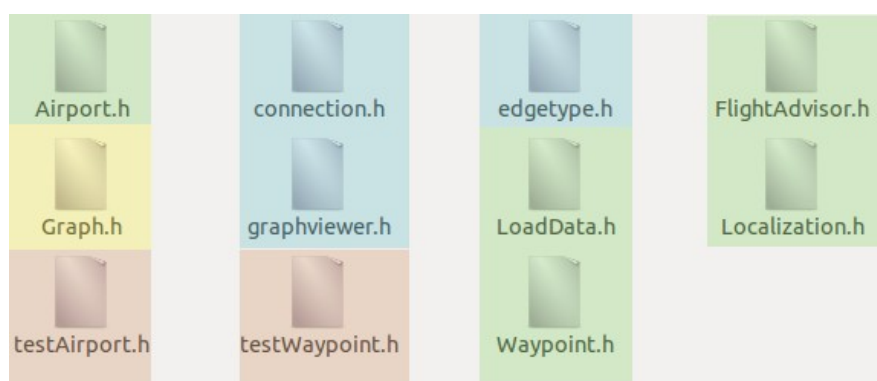 Airport.h
connection.h
edgetype.h
FlightAdvisor.h
Graph.h
graphviewer.h
LoadData.h
Localization.h
testAirport.h
testWaypoint.h
Waypoint.h